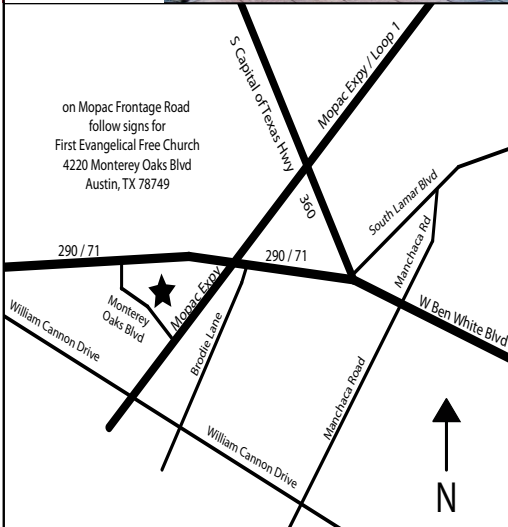 S Capital of Texas Hwy
360
Mopac Expy / Loop 1
on Mopac Frontage Road
follow signs for
First Evangelical Free Church
4220 Monterey Oaks Blvd
Austin, TX 78749
South Lamar Blvd
Manchaca Rd
290 / 71
290 / 71
Mopac Expy
Monterey
Oaks Blvd
William Cannon Drive
Brodie Lane
W Ben White Blvd
Manchaca Road
William Cannon Drive
N